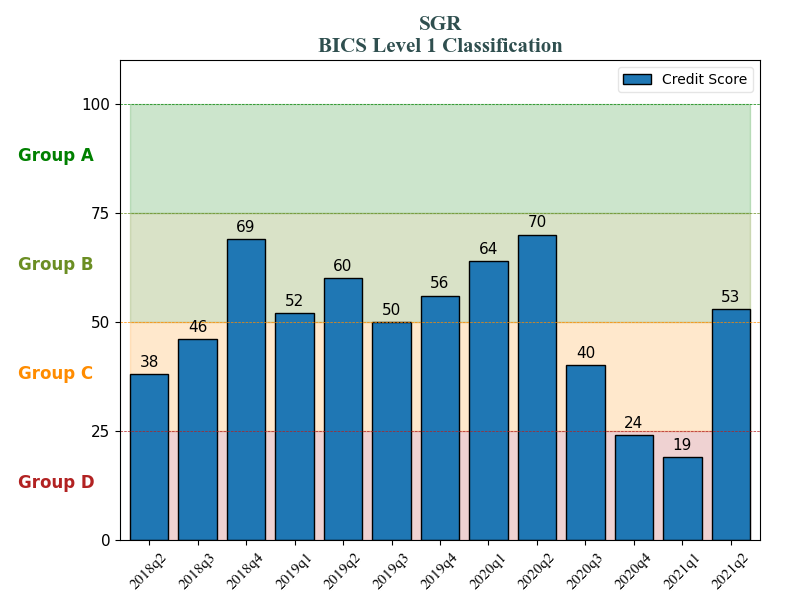 SGR
BICS Level 1 Classification
Credit Score
100
75
50
25
0
Group A
Group B
Group C
Group D
38
46
69
52
60
50
56
64
70
40
24
19
53
2018q2
2018q3
2018q4
2019q1
2019q2
2019q3
2019q4
2020q1
2020q2
2020q3
2020q4
2021q1
2021q2